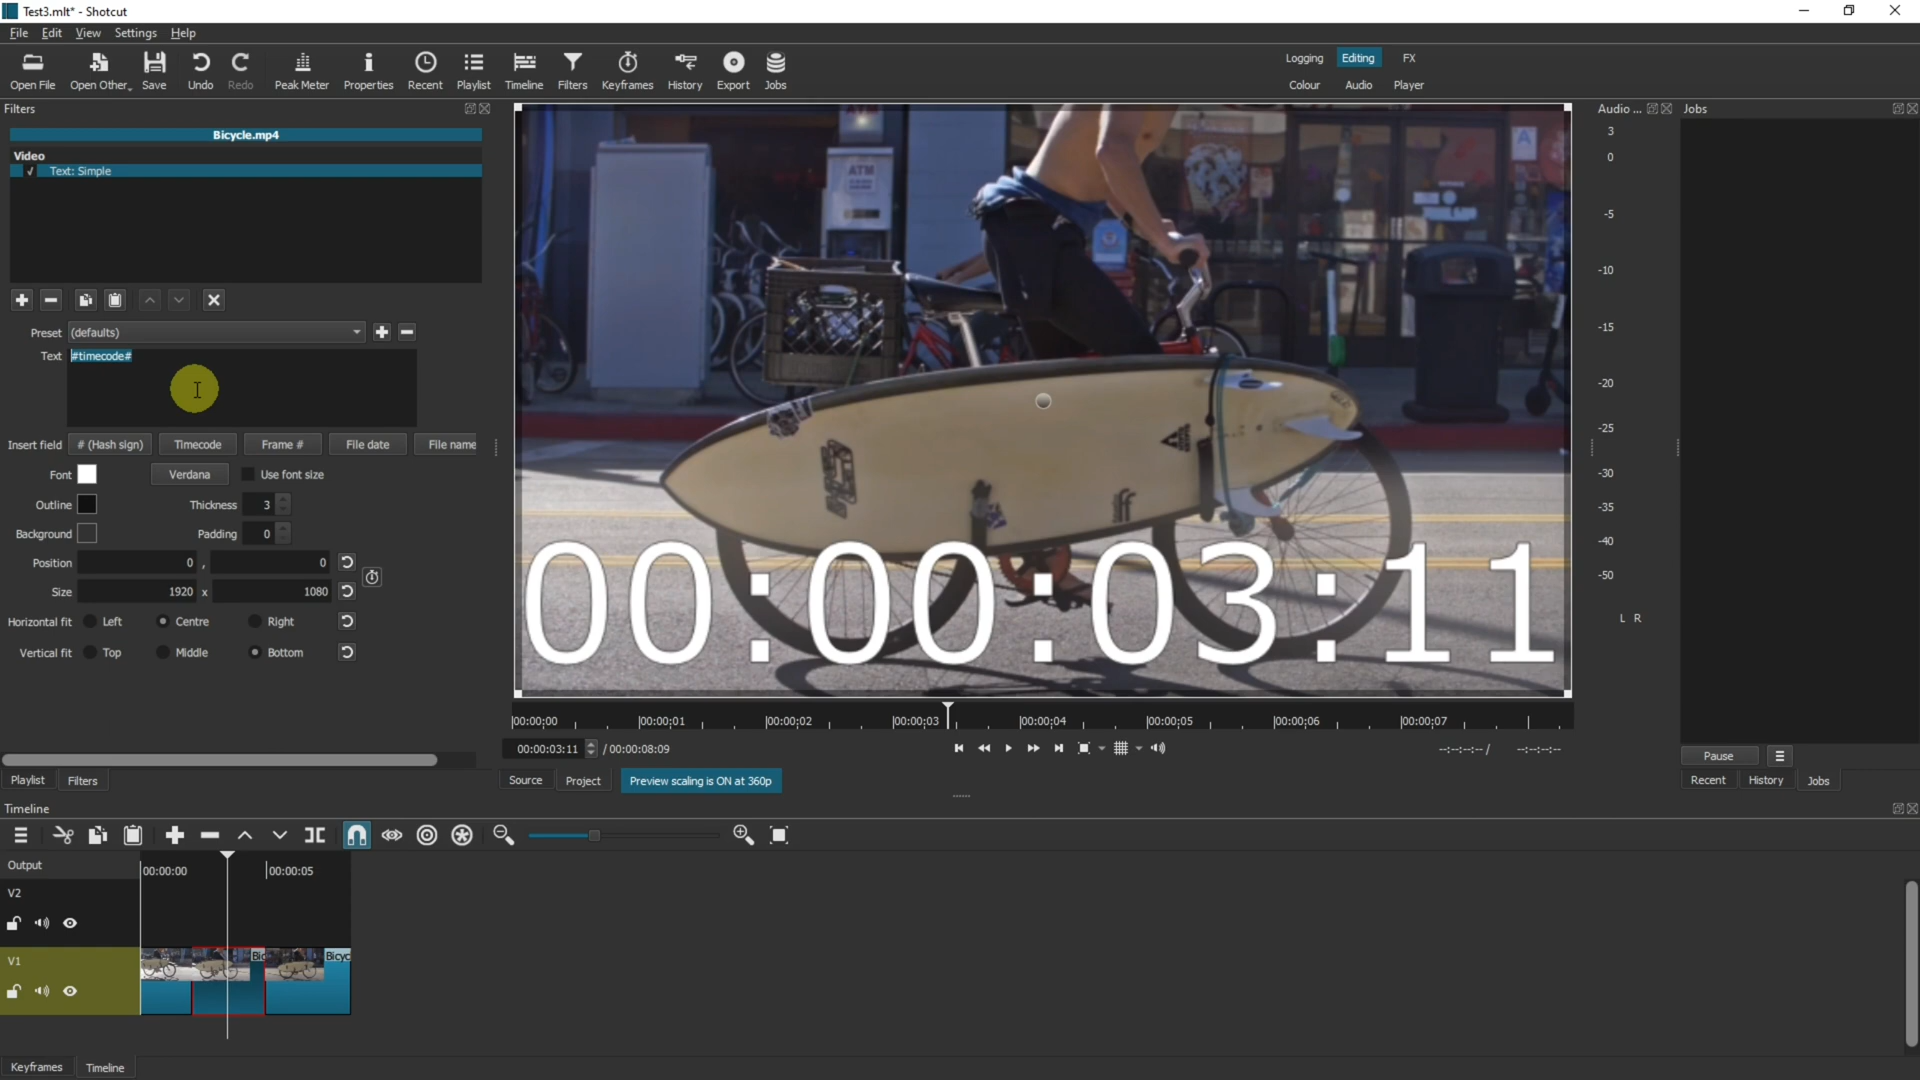 Test3.mlt* - Shotcut
File Edit View Settings Help
Open File Open Other... Save Undo Redo Peak Meter Properties Recent Playlist Timeline Filters Keyframes History Export Jobs
Logging Editing FX
Colour Audio Player
Filters
Bicycle.mp4
Video
✓ Text: Simple
Preset (defaults)
Text #timecode#
Insert field # (Hash sign) Timecode Frame # File date File name
Font Verdana Use font size
Outline Thickness 3
Background Padding 0
Position 0 , 0
Size 1920 x 1080
Horizontal fit Left Centre Right
Vertical fit Top Middle Bottom
Playlist Filters
ATM
ATM
A
00:00:03:11
00:00:00 00:00:01 00:00:02 00:00:03 00:00:04 00:00:05 00:00:06 00:00:07
00:00:03:11 / 00:00:08:09
--:--:--:-- / --:--:--:--
Source Project Preview scaling is ON at 360p
Audio ...
3
0
-5
-10
-15
-20
-25
-30
-35
-40
-50
L R
Jobs
Pause
Recent History Jobs
Timeline
Output 00:00:00 00:00:05
V2
V1
Bic Bicyc
Keyframes Timeline